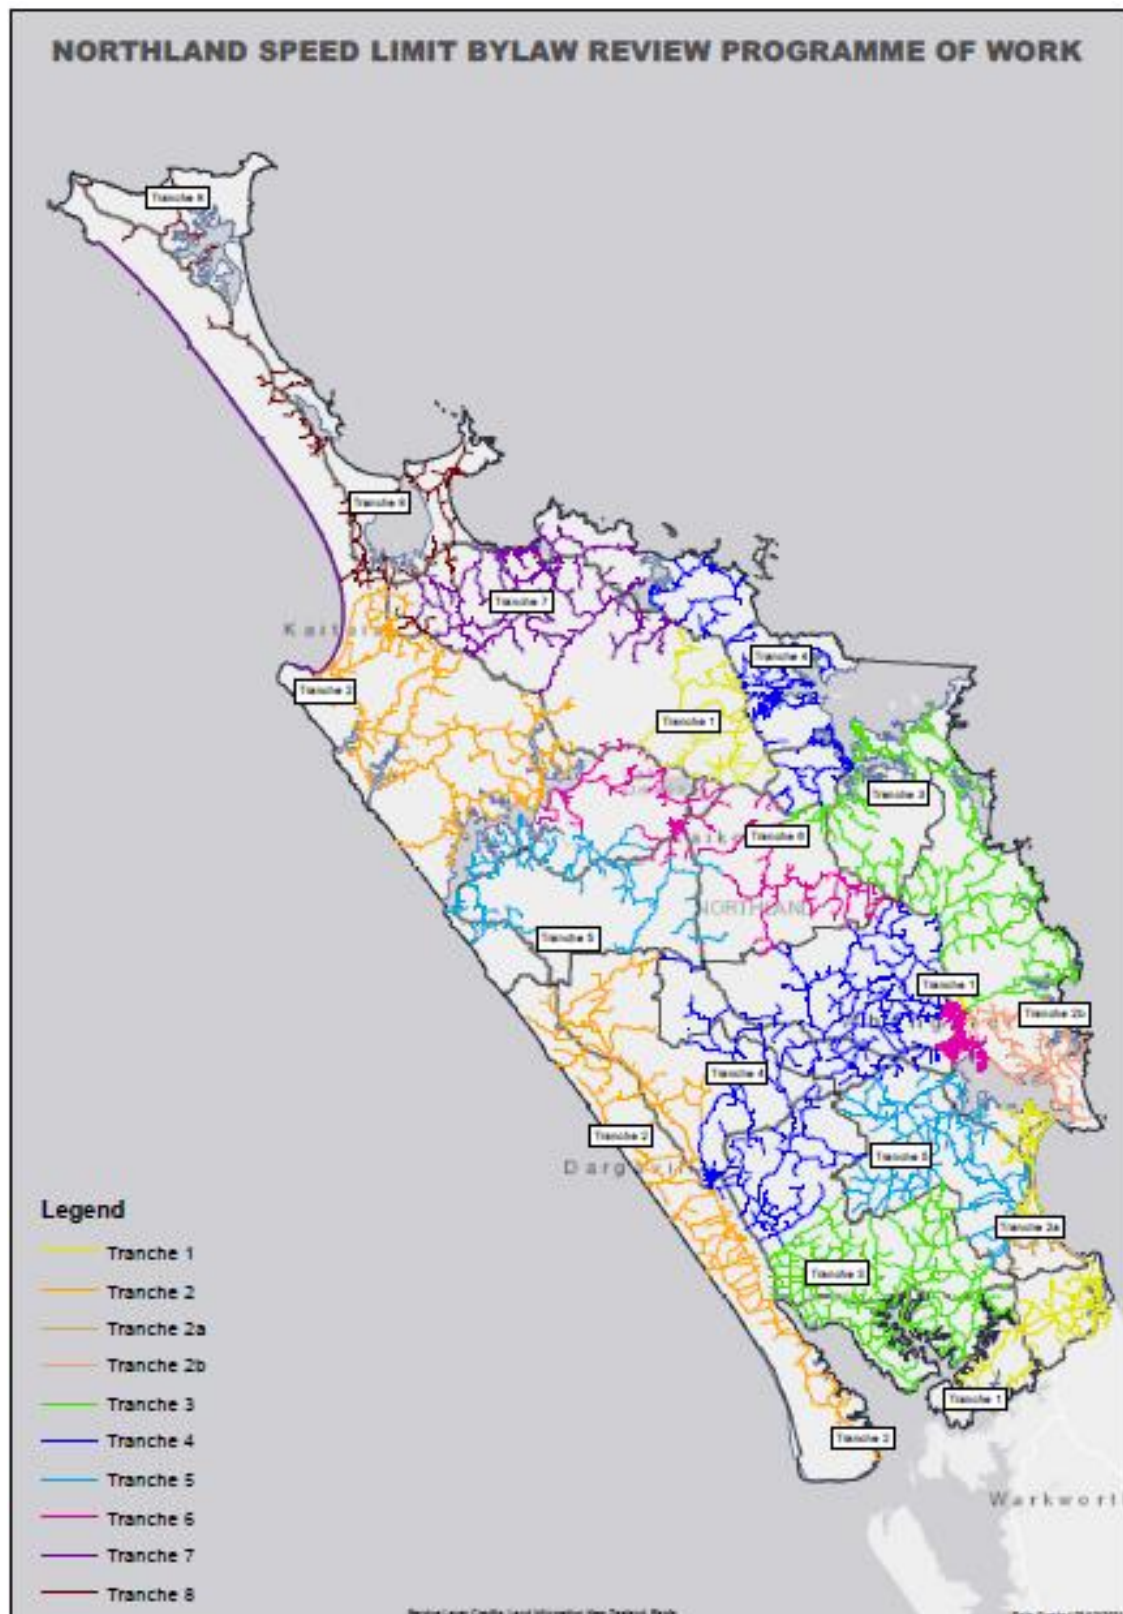 NORTHLAND SPEED LIMIT BYLAW REVIEW PROGRAMME OF WORK
Tranche 8
Tranche 8
Tranche 7
Kaitaia
Tranche 4
Tranche 2
Tranche 1
Tranche 3
Tranche 6
NORTHLAND
Tranche 5
Tranche 1
Tranche 2b
Tranche 4
Tranche 2
Dargaville
Tranche 5
Tranche 2a
Tranche 3
Tranche 1
Tranche 2
Warkwort
Legend
Tranche 1
Tranche 2
Tranche 2a
Tranche 2b
Tranche 3
Tranche 4
Tranche 5
Tranche 6
Tranche 7
Tranche 8